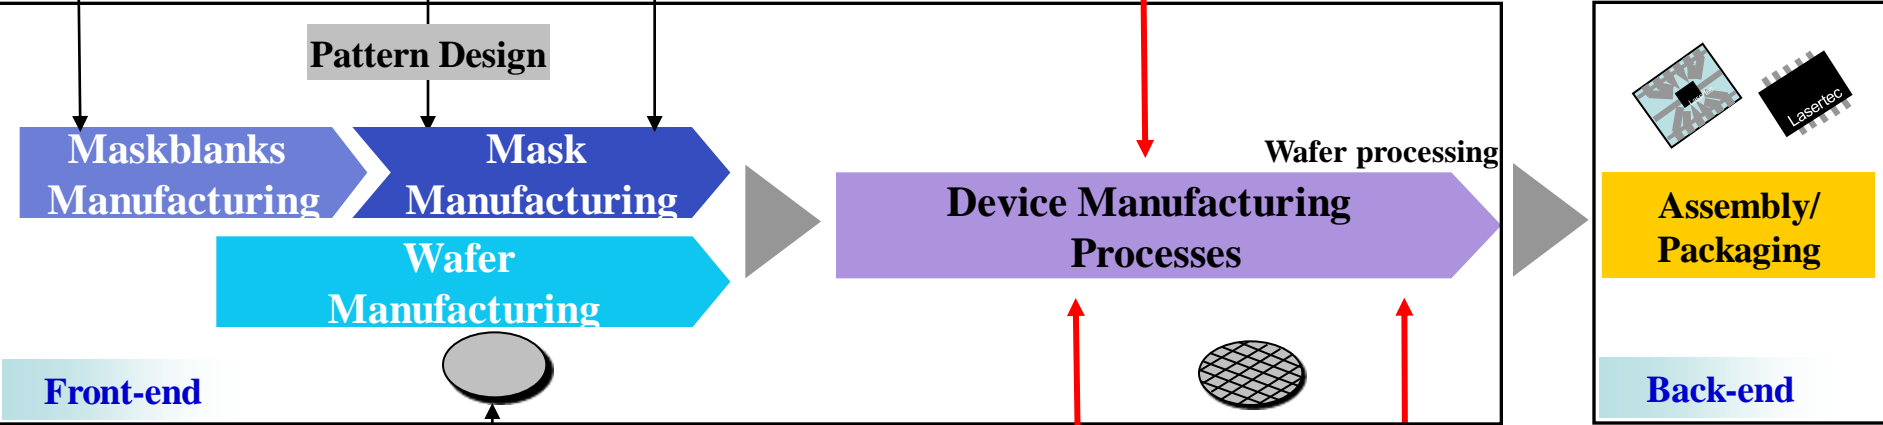 Pattern Design
Maskblanks
Manufacturing
Mask
Manufacturing
Wafer
Manufacturing
Wafer processing
Device Manufacturing
Processes
Lasertec
Assembly/
Packaging
Front-end
Back-end